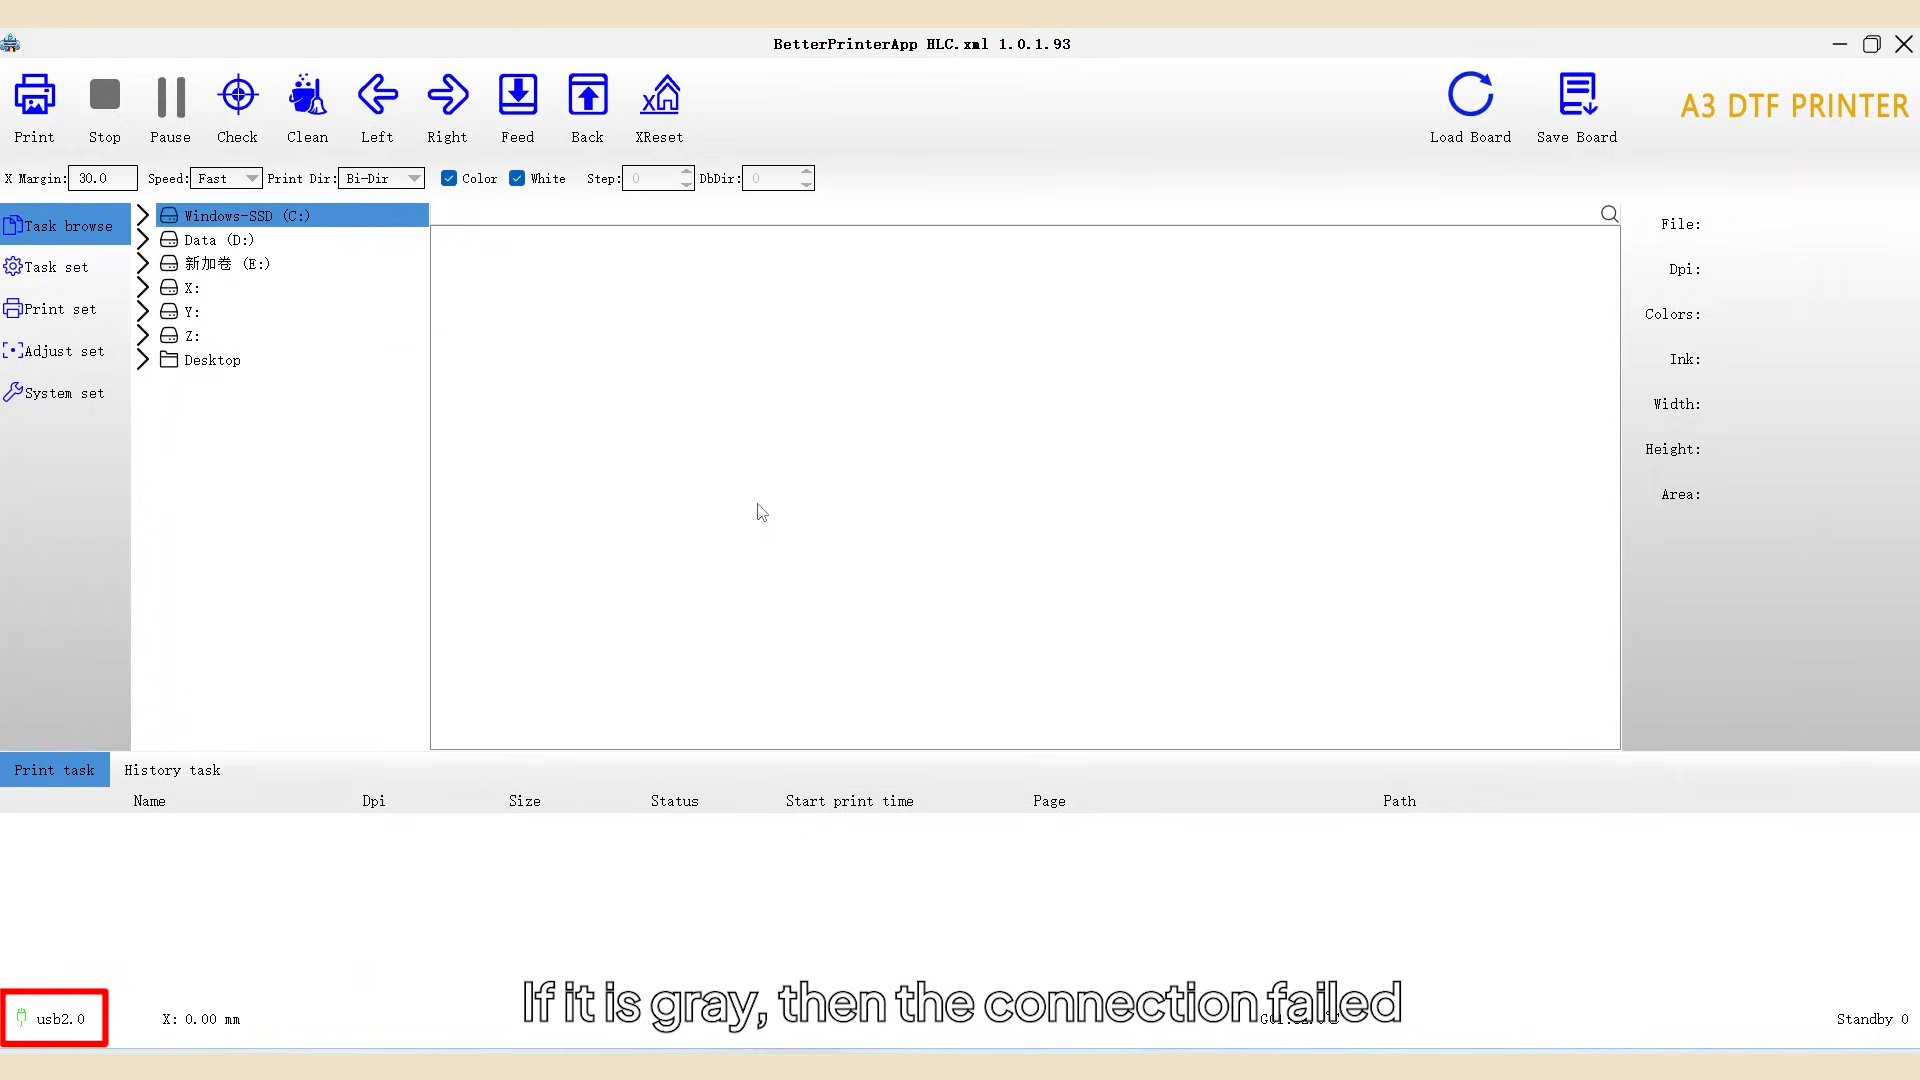 BetterPrinterApp HLC.xml 1.0.1.93
Print Stop Pause Check Clean Left Right Feed Back XReset Load Board Save Board
A3 DTF PRINTER
X Margin: 30.0 Speed: Fast Print Dir: Bi-Dir Color White Step: 0 DbDir: 0
Task browse
Task set
Print set
Adjust set
System set
Windows-SSD (C:)
Data (D:)
新加卷 (E:)
X:
Y:
Z:
Desktop
File:
Dpi:
Colors:
Ink:
Width:
Height:
Area:
Print task History task
Name Dpi Size Status Start print time Page Path
If it is gray, then the connection failed
usb2.0 X: 0.00 mm Standby 0